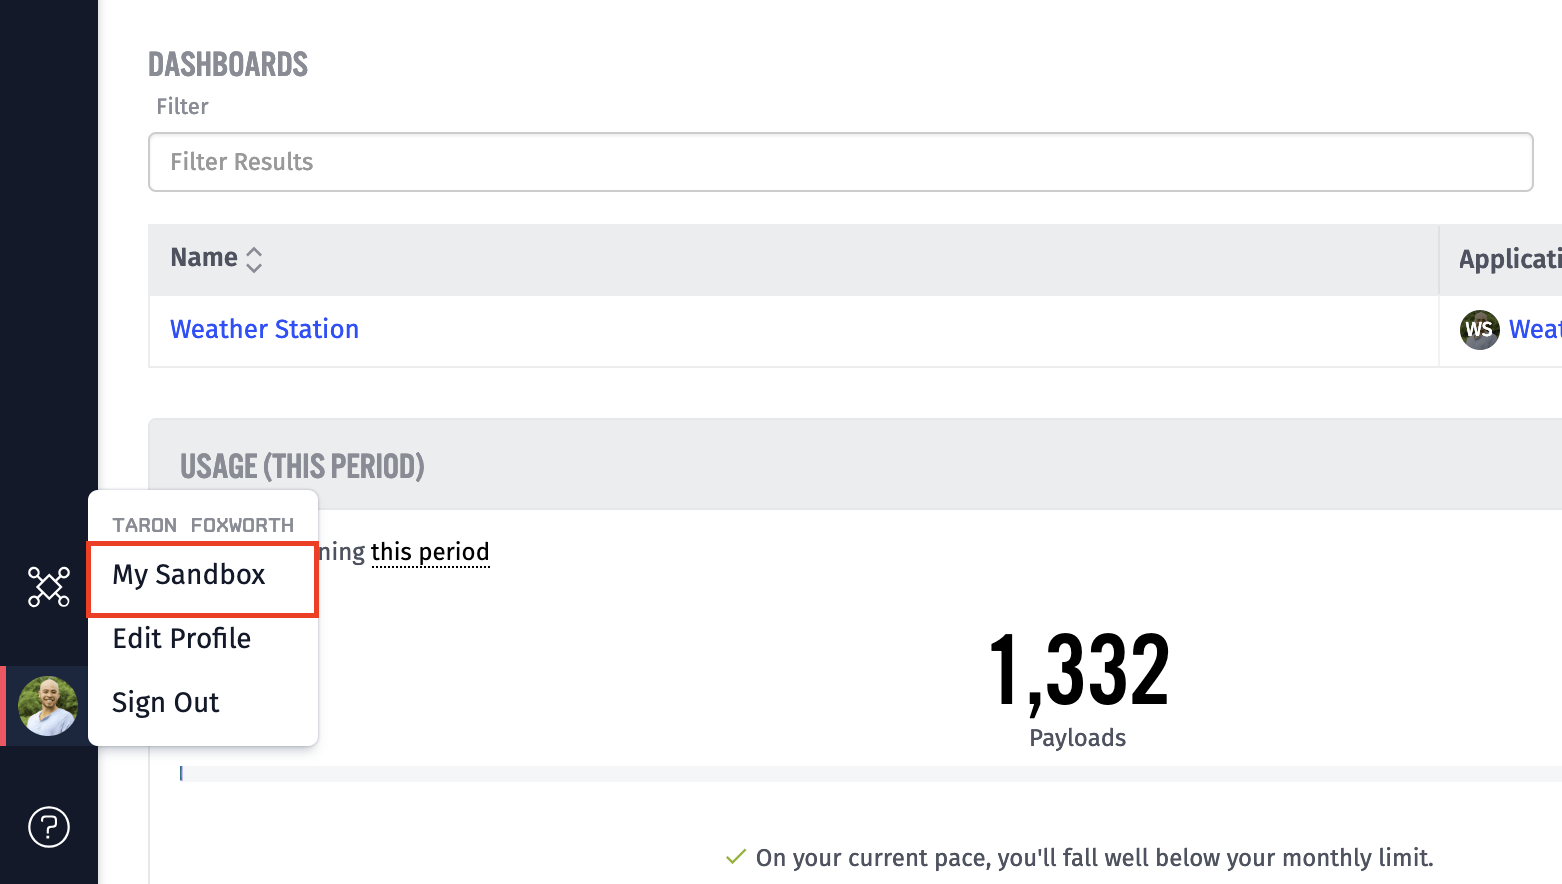 DASHBOARDS
Filter
Filter Results
Name
Applicati
Weather Station
WS Weat
USAGE (THIS PERIOD)
TARON FOXWORTH
ning this period
My Sandbox
Edit Profile
Sign Out
1,332
Payloads
?
On your current pace, you'll fall well below your monthly limit.